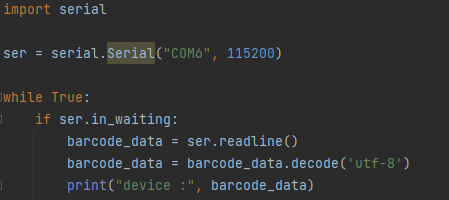 import serial
ser = serial.Serial("COM6", 115200)
while True:
    if ser.in_waiting:
        barcode_data = ser.readline()
        barcode_data = barcode_data.decode('utf-8')
        print("device :", barcode_data)